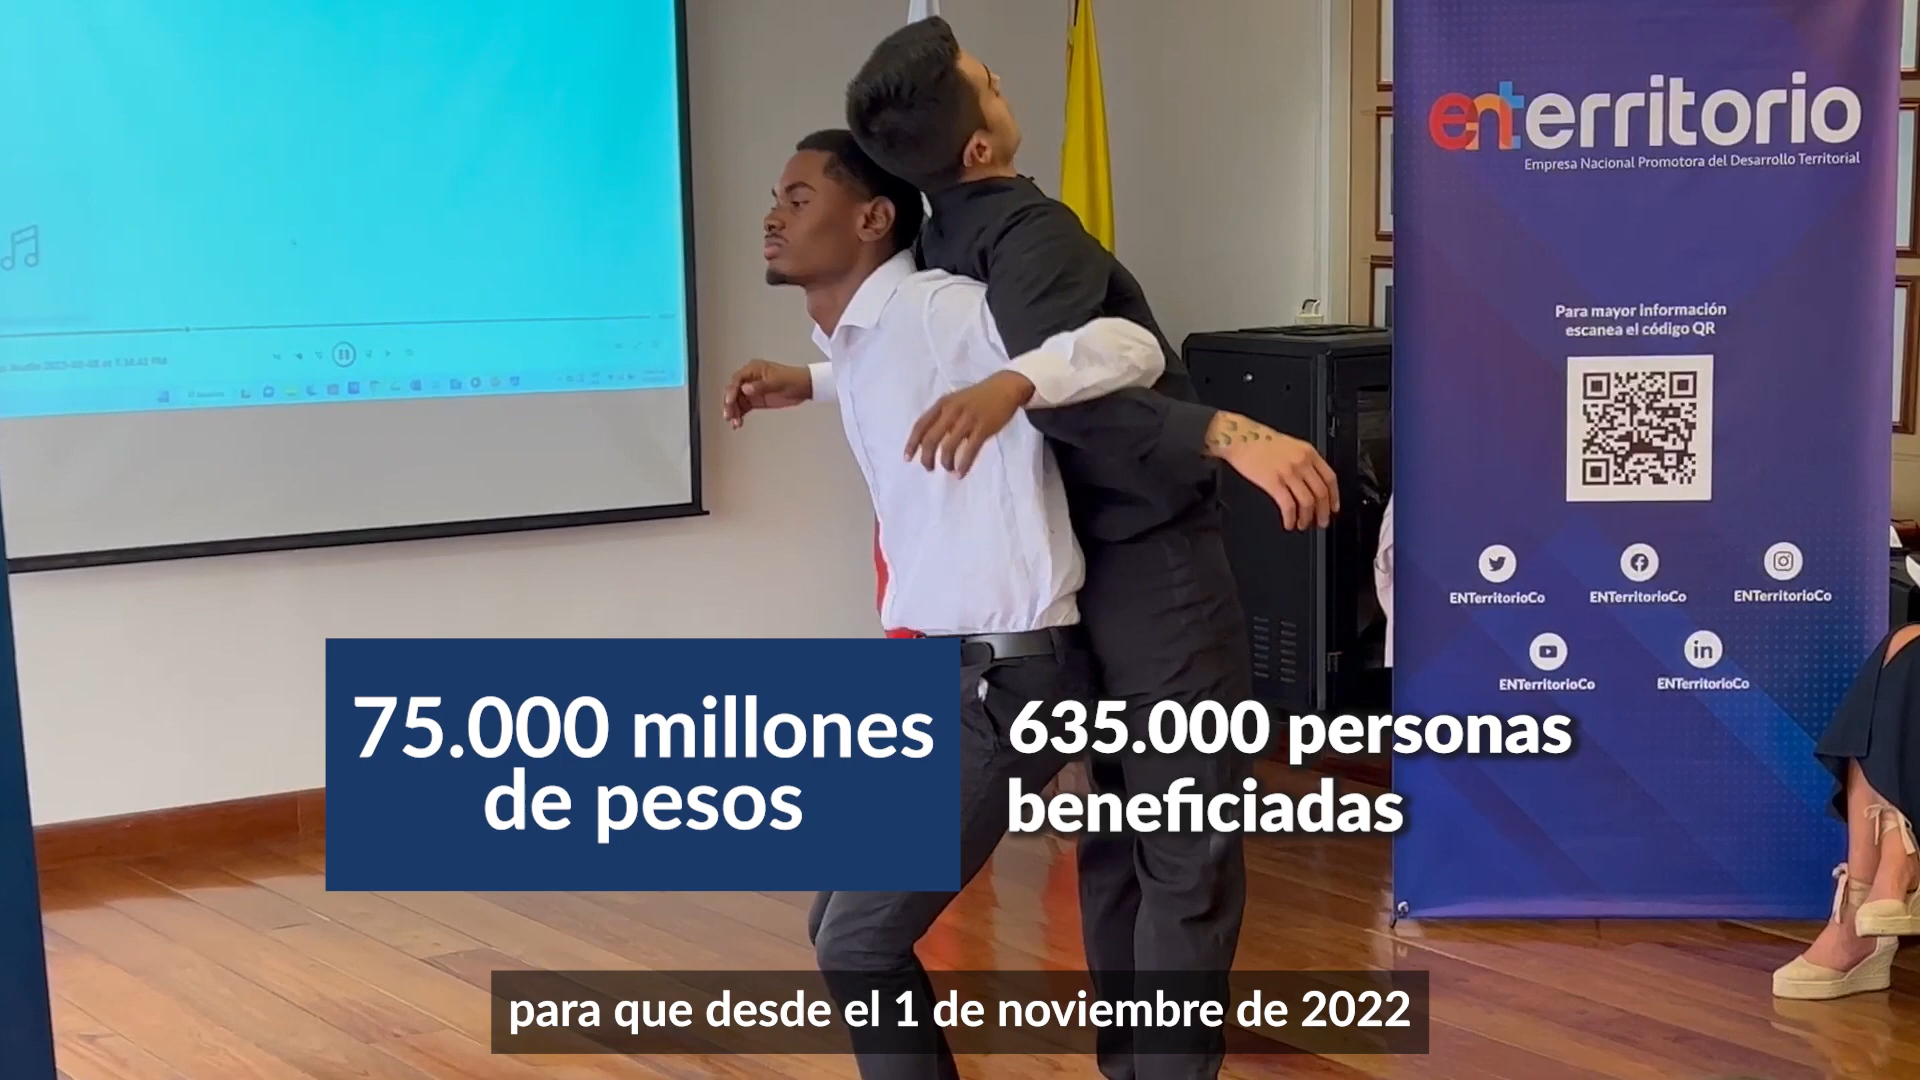 enterritorio
Empresa Nacional Promotora del Desarrollo Territorial
Para mayor información
escanea el código QR
ENTerritorioCo
ENTerritorioCo
ENTerritorioCo
ENTerritorioCo
ENTerritorioCo
75.000 millones
de pesos
635.000 personas
beneficiadas
para que desde el 1 de noviembre de 2022